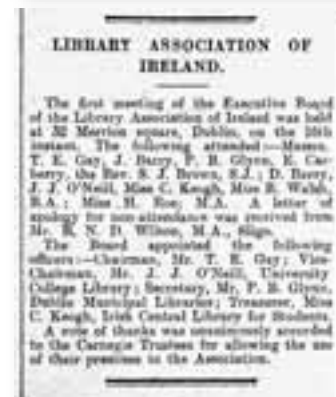 LIBRARY ASSOCIATION OF
IRELAND.
The first meeting of the Executive Board
of the Library Association of Ireland was held
at 32 Merrion square, Dublin, on the
instant. The following attended:—Messrs.
T. E. Gay, J. Barry, P. B. Glynn, E. Car-
berry, the Rev. S. J. Brown, S.J.; D. Barry,
J. J. O'Neill, Miss C. Keogh, Miss B. Walsh,
B.A.; Miss H. Roe, M.A. A letter of
apology for non-attendance was received from
Mr. R. N. D. Wilson, M.A., Sligo.
The Board appointed the following
officers:—Chairman, Mr. T. E. Gay; Vice-
Chairman, Mr. J. J. O'Neill, University
College Library; Secretary, Mr. P. B. Glynn,
Dublin Municipal Libraries; Treasurer, Miss
C. Keogh, Irish Central Library for Students.
A vote of thanks was unanimously accorded
to the Carnegie Trustees for allowing the use
of their premises to the Association.